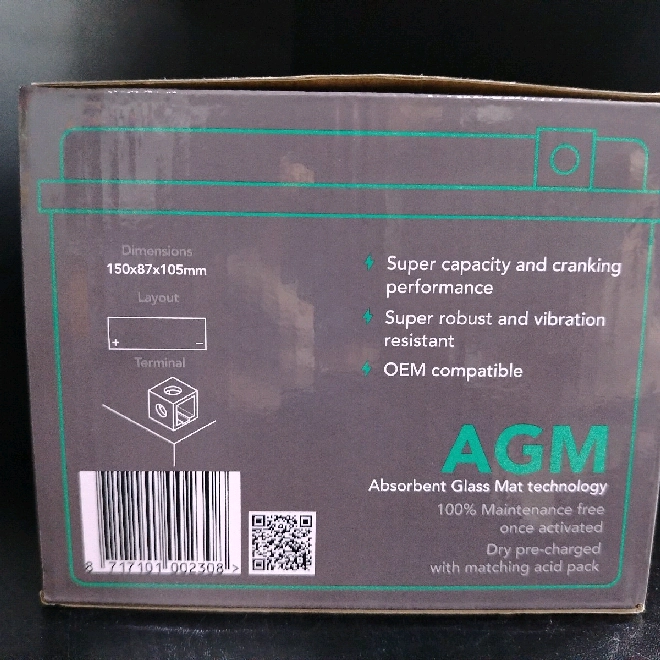 Dimensions
150x87x105mm
Layout
+ −
Terminal
8 717101 002308 >
Super capacity and cranking
performance
Super robust and vibration
resistant
OEM compatible
AGM
Absorbent Glass Mat technology
100% Maintenance free
once activated
Dry pre-charged
with matching acid pack